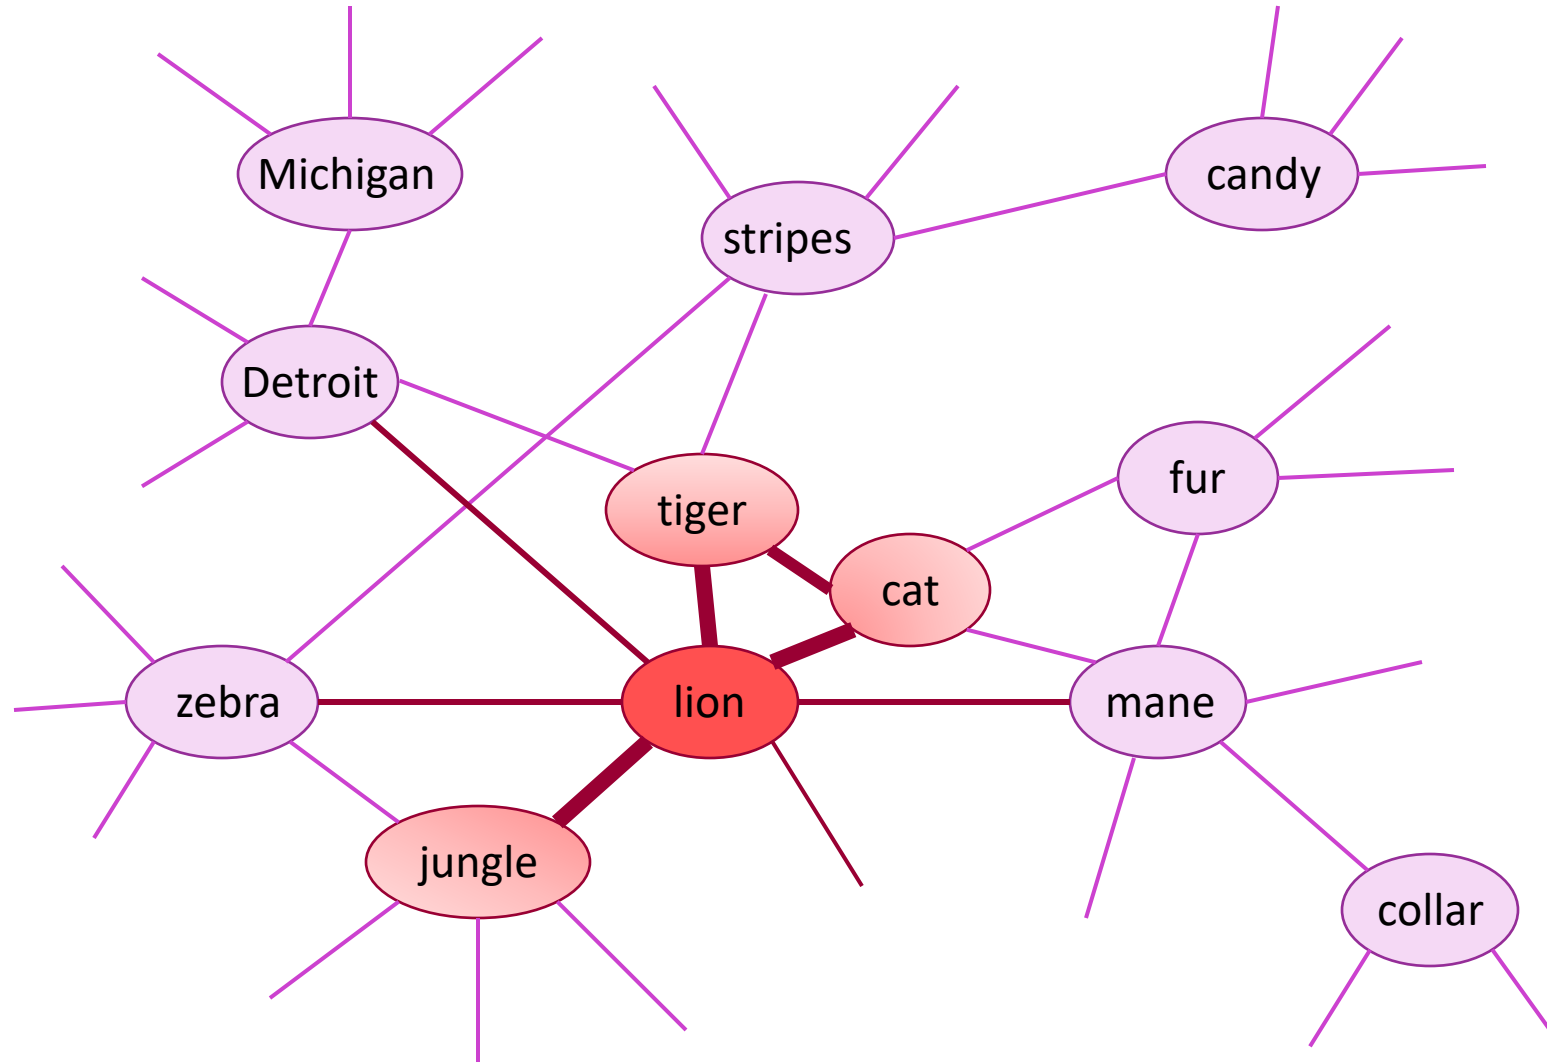 Michigan
candy
stripes
Detroit
fur
tiger
cat
zebra
lion
mane
jungle
collar